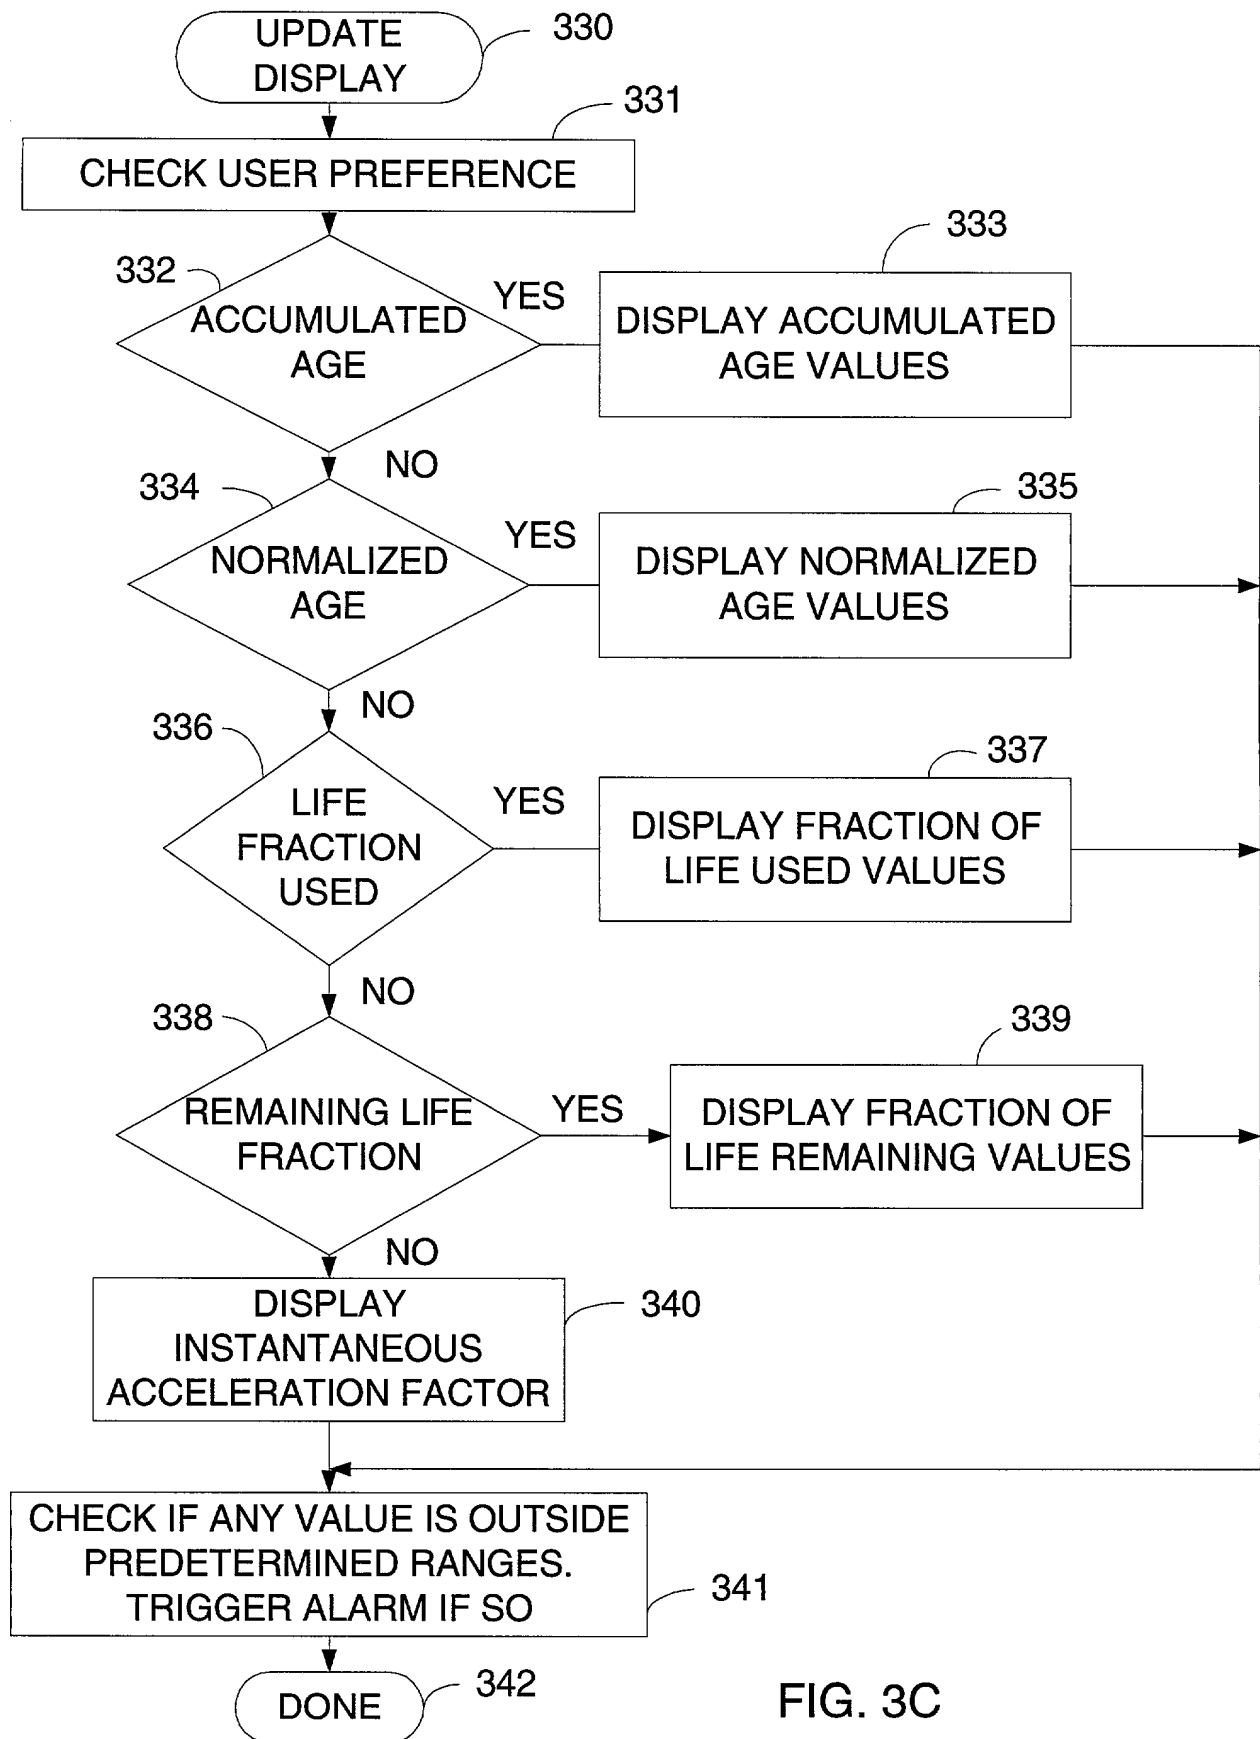 UPDATE
DISPLAY
330
331
CHECK USER PREFERENCE
332
ACCUMULATED
AGE
YES
333
DISPLAY ACCUMULATED
AGE VALUES
NO
334
NORMALIZED
AGE
YES
335
DISPLAY NORMALIZED
AGE VALUES
NO
336
LIFE
FRACTION
USED
YES
337
DISPLAY FRACTION OF
LIFE USED VALUES
NO
338
REMAINING LIFE
FRACTION
YES
339
DISPLAY FRACTION OF
LIFE REMAINING VALUES
NO
DISPLAY
INSTANTANEOUS
ACCELERATION FACTOR
340
CHECK IF ANY VALUE IS OUTSIDE
PREDETERMINED RANGES.
TRIGGER ALARM IF SO
341
DONE
342
FIG. 3C